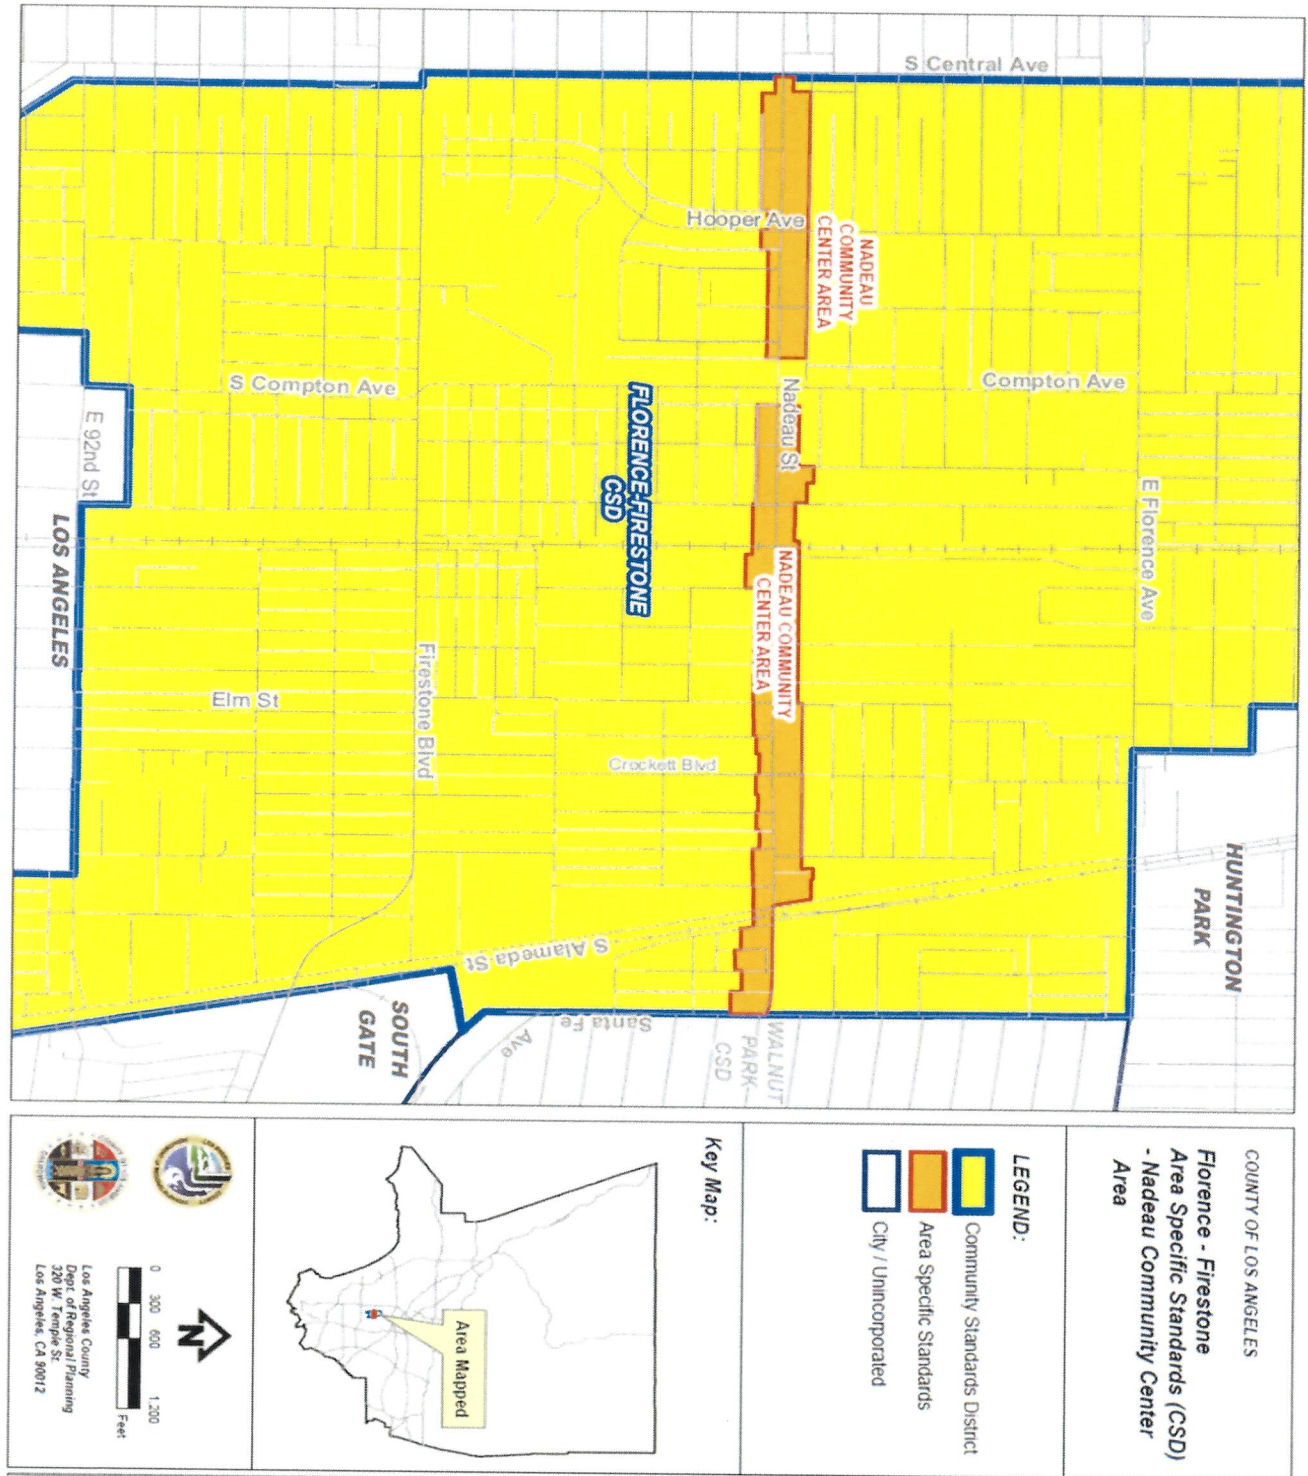 COUNTY OF LOS ANGELES
Florence - Firestone
Area Specific Standards (CSD)
- Nadeau Community Center
Area
LEGEND:
Community Standards District
Area Specific Standards
City / Unincorporated
Key Map:
Area Mapped
N
0 300 600 1,200
Feet
Los Angeles County
Dept. of Regional Planning
320 W. Temple St.
Los Angeles, CA 90012
S Central Ave
Hooper Ave
NADEAU
COMMUNITY
CENTER AREA
S Compton Ave
Compton Ave
Nadeau St
FLORENCE-FIRESTONE
CSD
E 92nd St
E Florence Ave
LOS ANGELES
NADEAU COMMUNITY
CENTER AREA
Elm St
Firestone Blvd
Crockett Blvd
HUNTINGTON
PARK
S Alameda St
SOUTH
GATE
Santa Fe
Ave
WALNUT
PARK
CSD